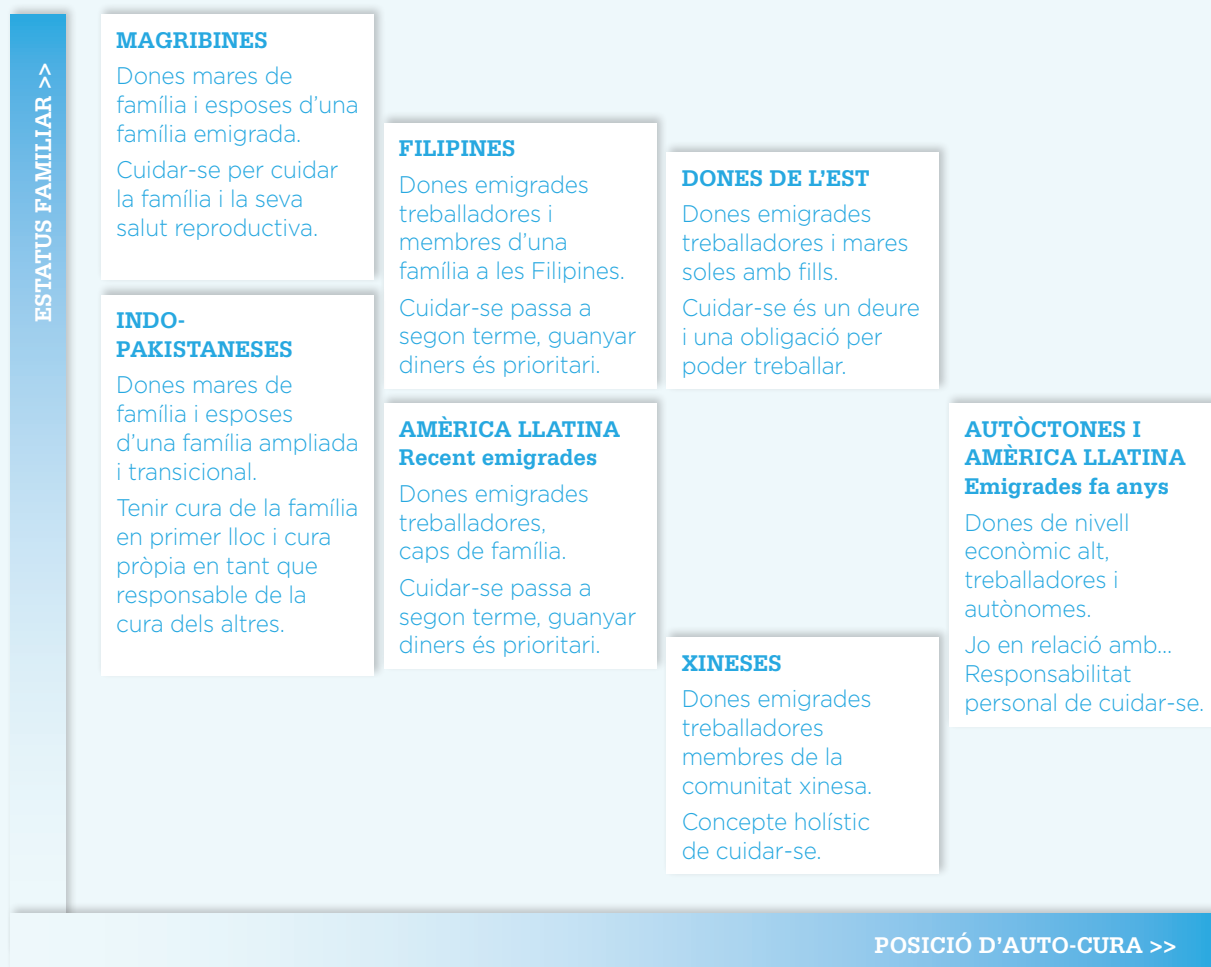 ESTATUS FAMILIAR >>
MAGRIBINES
Dones mares de
família i esposes d’una
família emigrada.
Cuidar-se per cuidar
la família i la seva
salut reproductiva.
INDO-
PAKISTANESES
Dones mares de
família i esposes
d’una família ampliada
i transicional.
Tenir cura de la família
en primer lloc i cura
pròpia en tant que
responsable de la
cura dels altres.
FILIPINES
Dones emigrades
treballadores i
membres d’una
família a les Filipines.
Cuidar-se passa a
segon terme, guanyar
diners és prioritari.
AMÈRICA LLATINA
Recent emigrades
Dones emigrades
treballadores,
caps de família.
Cuidar-se passa a
segon terme, guanyar
diners és prioritari.
DONES DE L’EST
Dones emigrades
treballadores i mares
soles amb fills.
Cuidar-se és un deure
i una obligació per
poder treballar.
XINESES
Dones emigrades
treballadores
membres de la
comunitat xinesa.
Concepte holístic
de cuidar-se.
AUTÒCTONES I
AMÈRICA LLATINA
Emigrades fa anys
Dones de nivell
econòmic alt,
treballadores i
autònomes.
Jo en relació amb...
Responsabilitat
personal de cuidar-se.
POSICIÓ D’AUTO-CURA >>